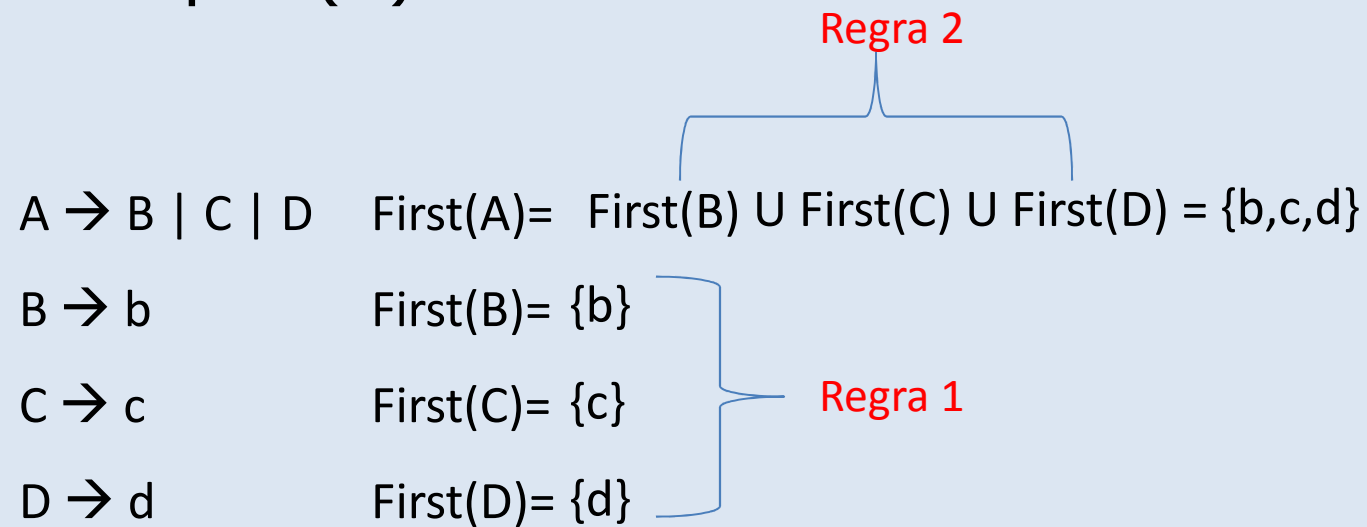 Regra 2
A → B | C | D First(A)= First(B) U First(C) U First(D) = {b,c,d}
B → b First(B)= {b}
C → c First(C)= {c}
Regra 1
D → d First(D)= {d}